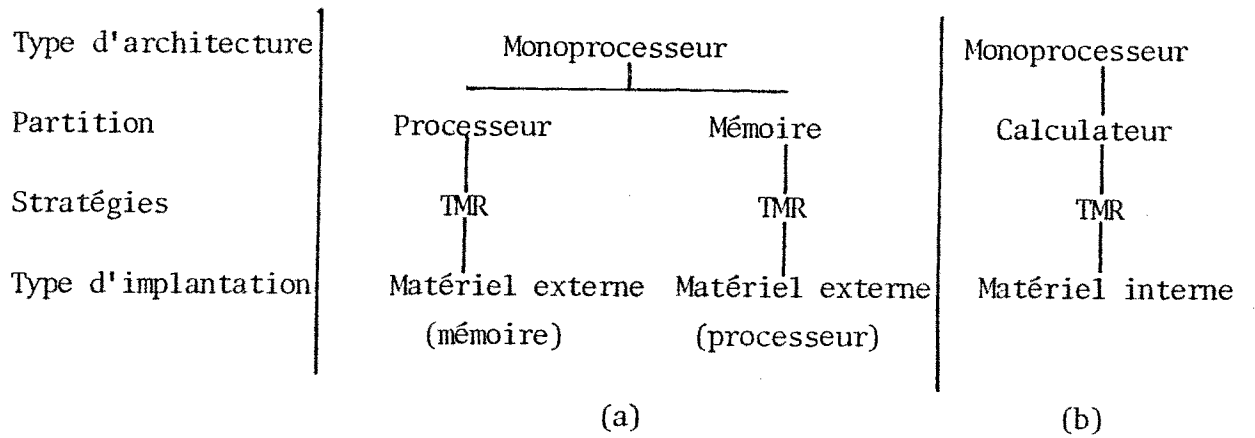 Type d'architecture Monoprocesseur Monoprocesseur
Partition Processeur Mémoire Calculateur
Stratégies TMR TMR TMR
Type d'implantation Matériel externe Matériel externe Matériel interne
(mémoire) (processeur)
(a) (b)